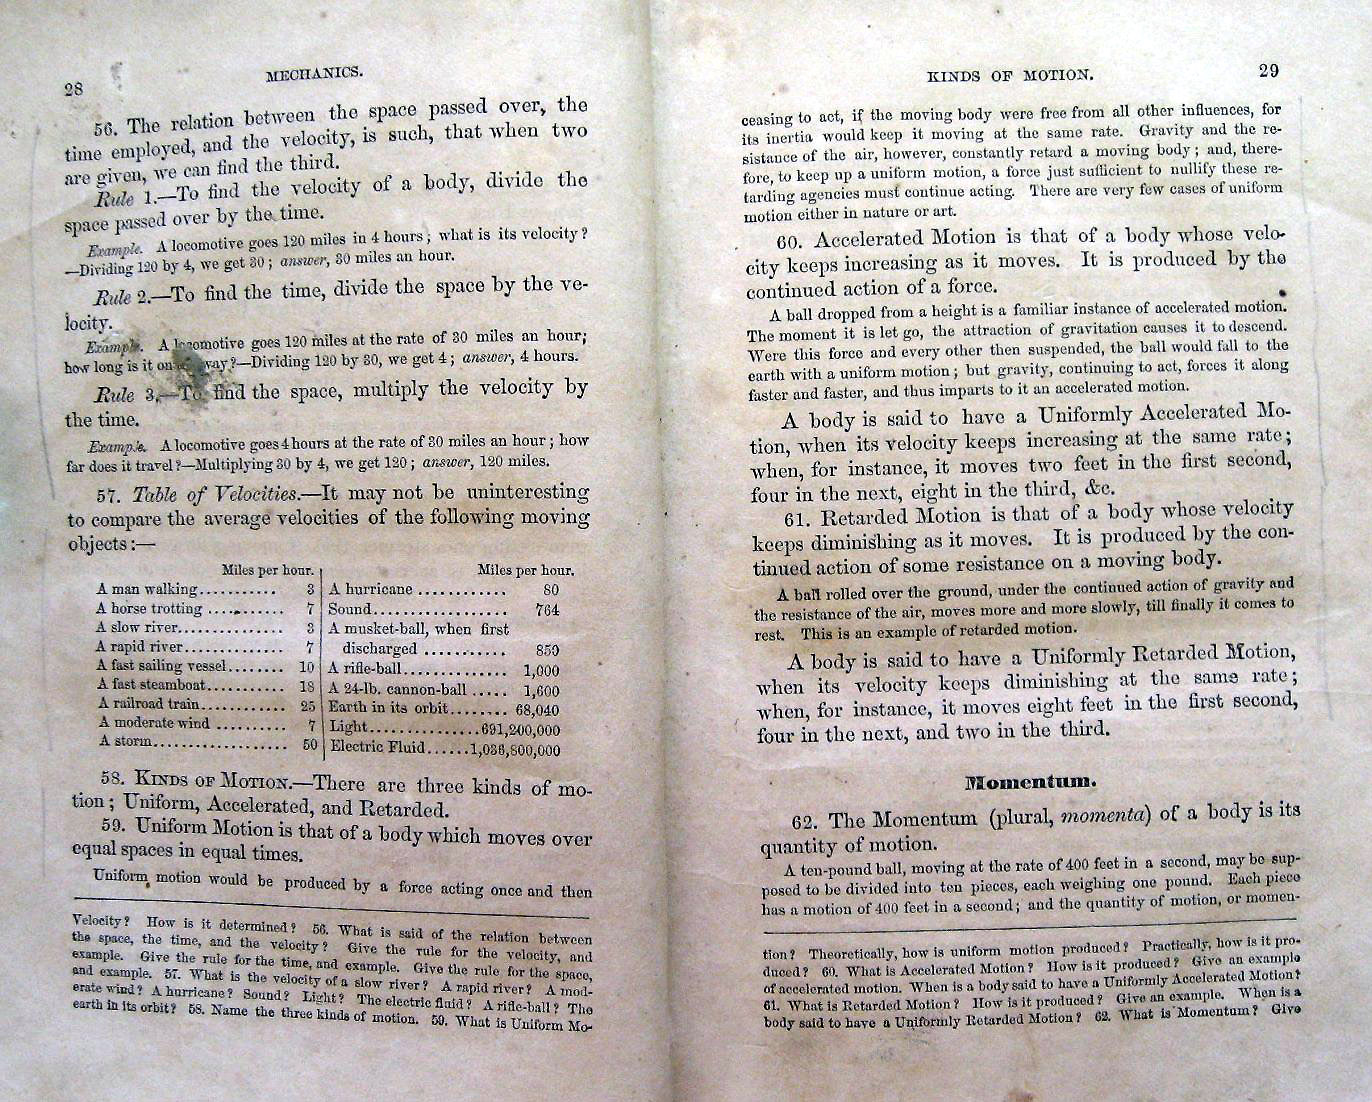 28
MECHANICS.
56. The relation between the space passed over, the
time employed, and the velocity, is such, that when two
are given, we can find the third.
Rule 1.—To find the velocity of a body, divide the
space passed over by the time.
Example. A locomotive goes 120 miles in 4 hours; what is its velocity?
—Dividing 120 by 4, we get 30; answer, 30 miles an hour.
Rule 2.—To find the time, divide the space by the ve-
locity.
Example. A locomotive goes 120 miles at the rate of 30 miles an hour;
how long is it on way?—Dividing 120 by 30, we get 4; answer, 4 hours.
Rule 3.—To find the space, multiply the velocity by
the time.
Example. A locomotive goes 4 hours at the rate of 30 miles an hour; how
far does it travel?—Multiplying 30 by 4, we get 120; answer, 120 miles.
57. Table of Velocities.—It may not be uninteresting
to compare the average velocities of the following moving
objects:—
Miles per hour.
A man walking........... 3
A horse trotting ........... 7
A slow river............... 3
A rapid river.............. 7
A fast sailing vessel........ 10
A fast steamboat........... 18
A railroad train............ 25
A moderate wind .......... 7
A storm................... 50
Miles per hour.
A hurricane ............ 80
Sound.................. 764
A musket-ball, when first
discharged ........... 850
A rifle-ball.............. 1,000
A 24-lb. cannon-ball ..... 1,600
Earth in its orbit........ 68,040
Light...............691,200,000
Electric Fluid......1,036,800,000
58. KINDS OF MOTION.—There are three kinds of mo-
tion; Uniform, Accelerated, and Retarded.
59. Uniform Motion is that of a body which moves over
equal spaces in equal times.
Uniform motion would be produced by a force acting once and then
Velocity? How is it determined? 56. What is said of the relation between
the space, the time, and the velocity? Give the rule for the velocity, and
example. Give the rule for the time, and example. Give the rule for the space,
and example. 57. What is the velocity of a slow river? A rapid river? A mod-
erate wind? A hurricane? Sound? Light? The electric fluid? A rifle-ball? The
earth in its orbit? 58. Name the three kinds of motion. 59. What is Uniform Mo-
KINDS OF MOTION.
29
ceasing to act, if the moving body were free from all other influences, for
its inertia would keep it moving at the same rate. Gravity and the re-
sistance of the air, however, constantly retard a moving body; and, there-
fore, to keep up a uniform motion, a force just sufficient to nullify these re-
tarding agencies must continue acting. There are very few cases of uniform
motion either in nature or art.
60. Accelerated Motion is that of a body whose velo-
city keeps increasing as it moves. It is produced by the
continued action of a force.
A ball dropped from a height is a familiar instance of accelerated motion.
The moment it is let go, the attraction of gravitation causes it to descend.
Were this force and every other then suspended, the ball would fall to the
earth with a uniform motion; but gravity, continuing to act, forces it along
faster and faster, and thus imparts to it an accelerated motion.
A body is said to have a Uniformly Accelerated Mo-
tion, when its velocity keeps increasing at the same rate;
when, for instance, it moves two feet in the first second,
four in the next, eight in the third, &c.
61. Retarded Motion is that of a body whose velocity
keeps diminishing as it moves. It is produced by the con-
tinued action of some resistance on a moving body.
A ball rolled over the ground, under the continued action of gravity and
the resistance of the air, moves more and more slowly, till finally it comes to
rest. This is an example of retarded motion.
A body is said to have a Uniformly Retarded Motion,
when its velocity keeps diminishing at the same rate;
when, for instance, it moves eight feet in the first second,
four in the next, and two in the third.
Momentum.
62. The Momentum (plural, momenta) of a body is its
quantity of motion.
A ten-pound ball, moving at the rate of 400 feet in a second, may be sup-
posed to be divided into ten pieces, each weighing one pound. Each piece
has a motion of 400 feet in a second; and the quantity of motion, or momen-
tion? Theoretically, how is uniform motion produced? Practically, how is it pro-
duced? 60. What is Accelerated Motion? How is it produced? Give an example
of accelerated motion. When is a body said to have a Uniformly Accelerated Motion?
61. What is Retarded Motion? How is it produced? Give an example. When is a
body said to have a Uniformly Retarded Motion? 62. What is Momentum? Give